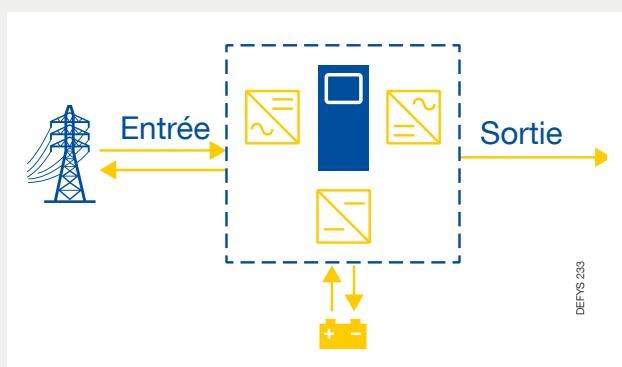 Entrée
Sortie
+ −
DEFYS 233